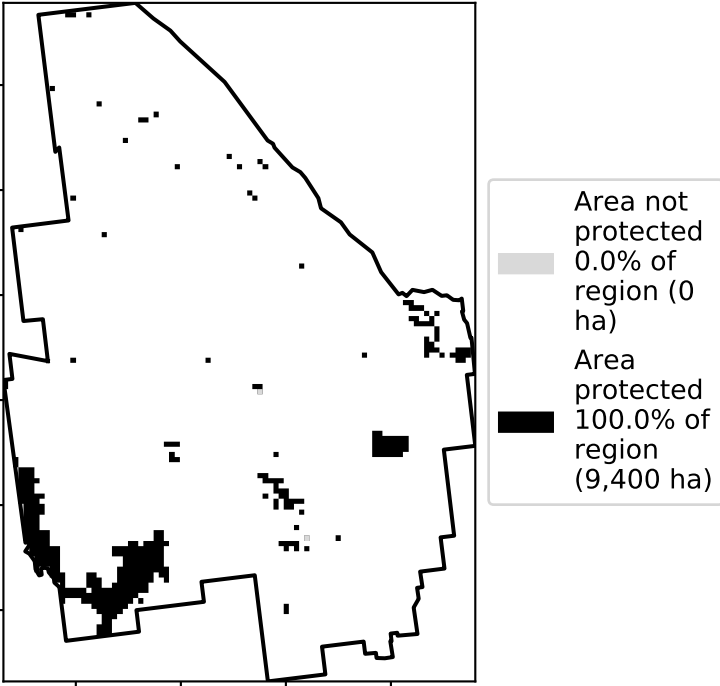 Area not
protected
0.0% of
region (0
ha)
Area
protected
100.0% of
region
(9,400 ha)